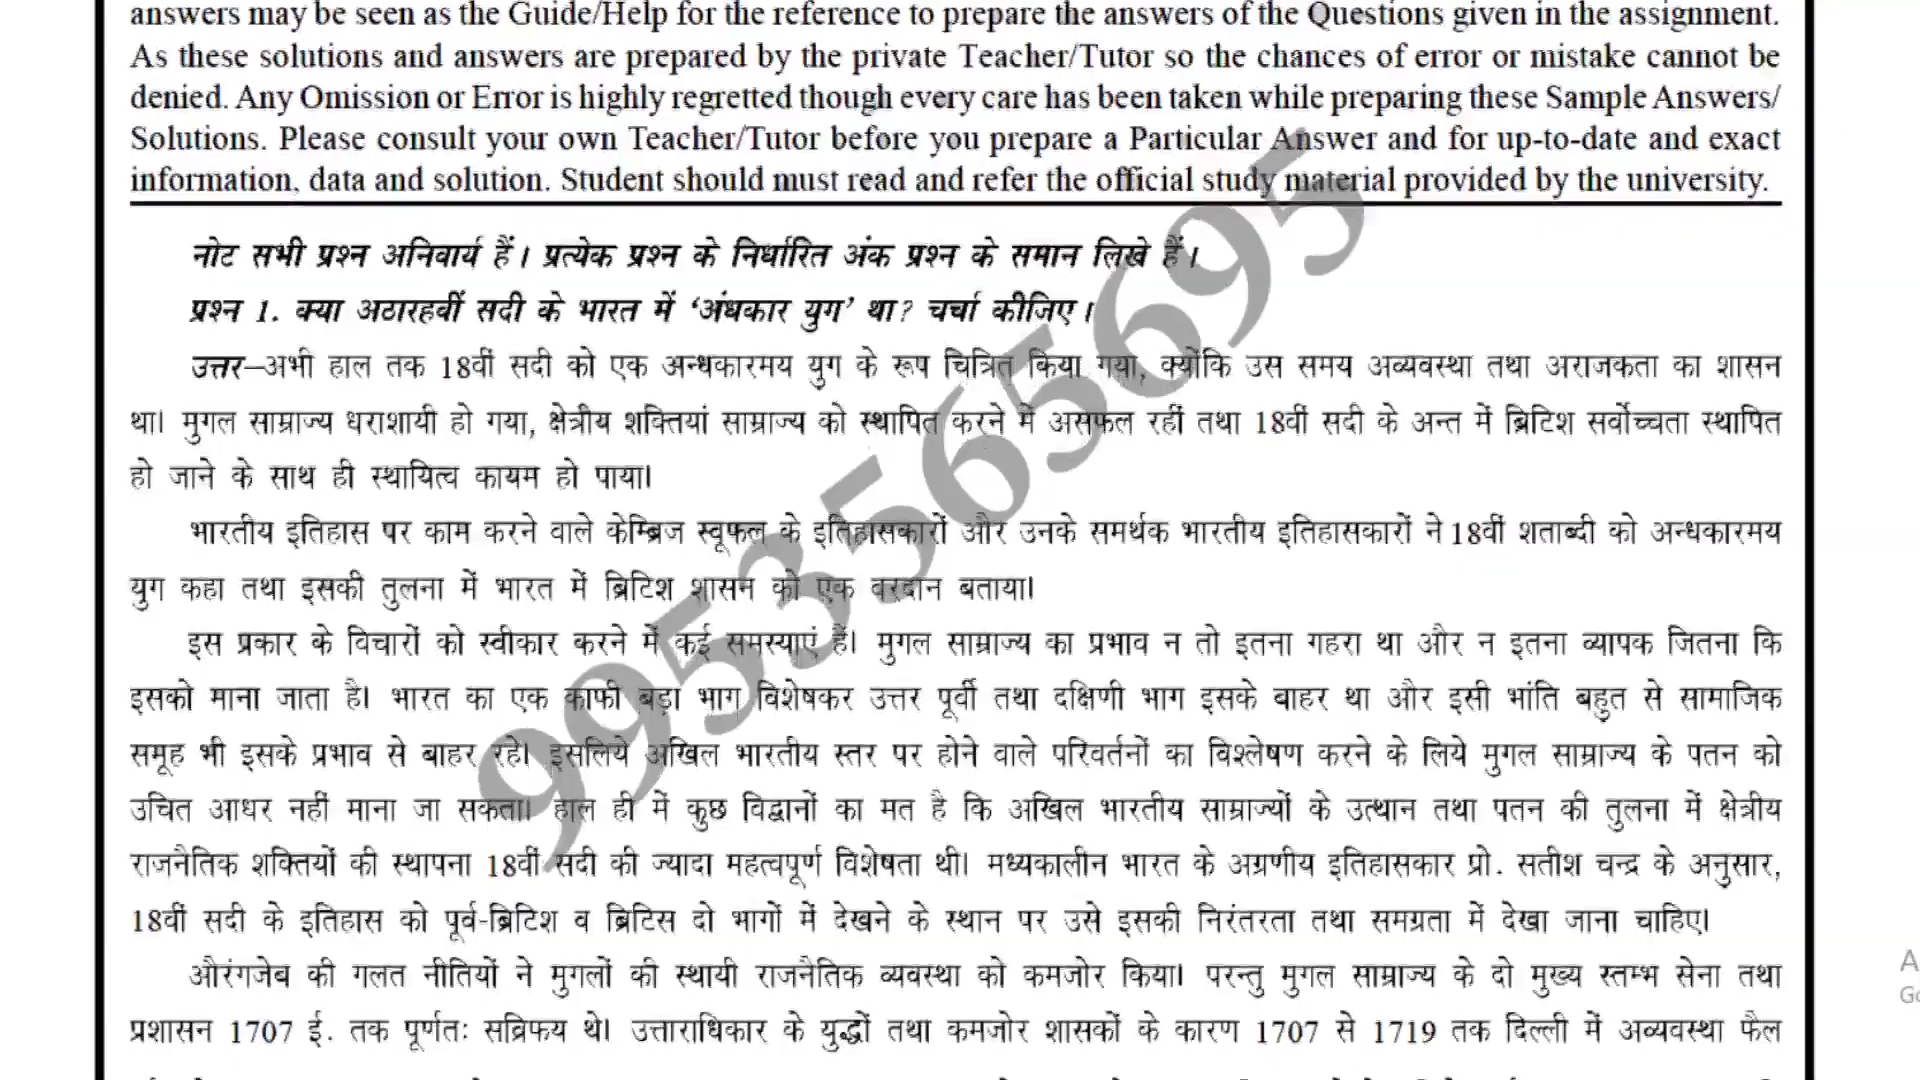 answers may be seen as the Guide/Help for the reference to prepare the answers of the Questions given in the assignment.
As these solutions and answers are prepared by the private Teacher/Tutor so the chances of error or mistake cannot be
denied. Any Omission or Error is highly regretted though every care has been taken while preparing these Sample Answers/
Solutions. Please consult your own Teacher/Tutor before you prepare a Particular Answer and for up-to-date and exact
information, data and solution. Student should must read and refer the official study material provided by the university.
नोट सभी प्रश्न अनिवार्य हैं। प्रत्येक प्रश्न के निर्धारित अंक प्रश्न के समान लिखे हैं।
प्रश्न 1. क्या अठारहवीं सदी के भारत में ‘अंधकार युग’ था? चर्चा कीजिए।
उत्तर–अभी हाल तक 18वीं सदी को एक अन्धकारमय युग के रूप चित्रित किया गया, क्योंकि उस समय अव्यवस्था तथा अराजकता का शासन
था। मुगल साम्राज्य धराशायी हो गया, क्षेत्रीय शक्तियां साम्राज्य को स्थापित करने में असफल रहीं तथा 18वीं सदी के अन्त में ब्रिटिश सर्वोच्चता स्थापित
हो जाने के साथ ही स्थायित्व कायम हो पाया।
भारतीय इतिहास पर काम करने वाले केम्ब्रिज स्वूफल के इतिहासकारों और उनके समर्थक भारतीय इतिहासकारों ने 18वीं शताब्दी को अन्धकारमय
युग कहा तथा इसकी तुलना में भारत में ब्रिटिश शासन को एक वरदान बताया।
इस प्रकार के विचारों को स्वीकार करने में कई समस्याएं हैं। मुगल साम्राज्य का प्रभाव न तो इतना गहरा था और न इतना व्यापक जितना कि
इसको माना जाता है। भारत का एक काफी बड़ा भाग विशेषकर उत्तर पूर्वी तथा दक्षिणी भाग इसके बाहर था और इसी भांति बहुत से सामाजिक
समूह भी इसके प्रभाव से बाहर रहे। इसलिये अखिल भारतीय स्तर पर होने वाले परिवर्तनों का विश्लेषण करने के लिये मुगल साम्राज्य के पतन को
उचित आधर नहीं माना जा सकता। हाल ही में कुछ विद्वानों का मत है कि अखिल भारतीय साम्राज्यों के उत्थान तथा पतन की तुलना में क्षेत्रीय
राजनैतिक शक्तियों की स्थापना 18वीं सदी की ज्यादा महत्वपूर्ण विशेषता थी। मध्यकालीन भारत के अग्रणीय इतिहासकार प्रो. सतीश चन्द्र के अनुसार,
18वीं सदी के इतिहास को पूर्व-ब्रिटिश व ब्रिटिस दो भागों में देखने के स्थान पर उसे इसकी निरंतरता तथा समग्रता में देखा जाना चाहिए।
औरंगजेब की गलत नीतियों ने मुगलों की स्थायी राजनैतिक व्यवस्था को कमजोर किया। परन्तु मुगल साम्राज्य के दो मुख्य स्तम्भ सेना तथा
प्रशासन 1707 ई. तक पूर्णतः सव्रिफय थे। उत्ताराधिकार के युद्धों तथा कमजोर शासकों के कारण 1707 से 1719 तक दिल्ली में अव्यवस्था फैल
9953565695